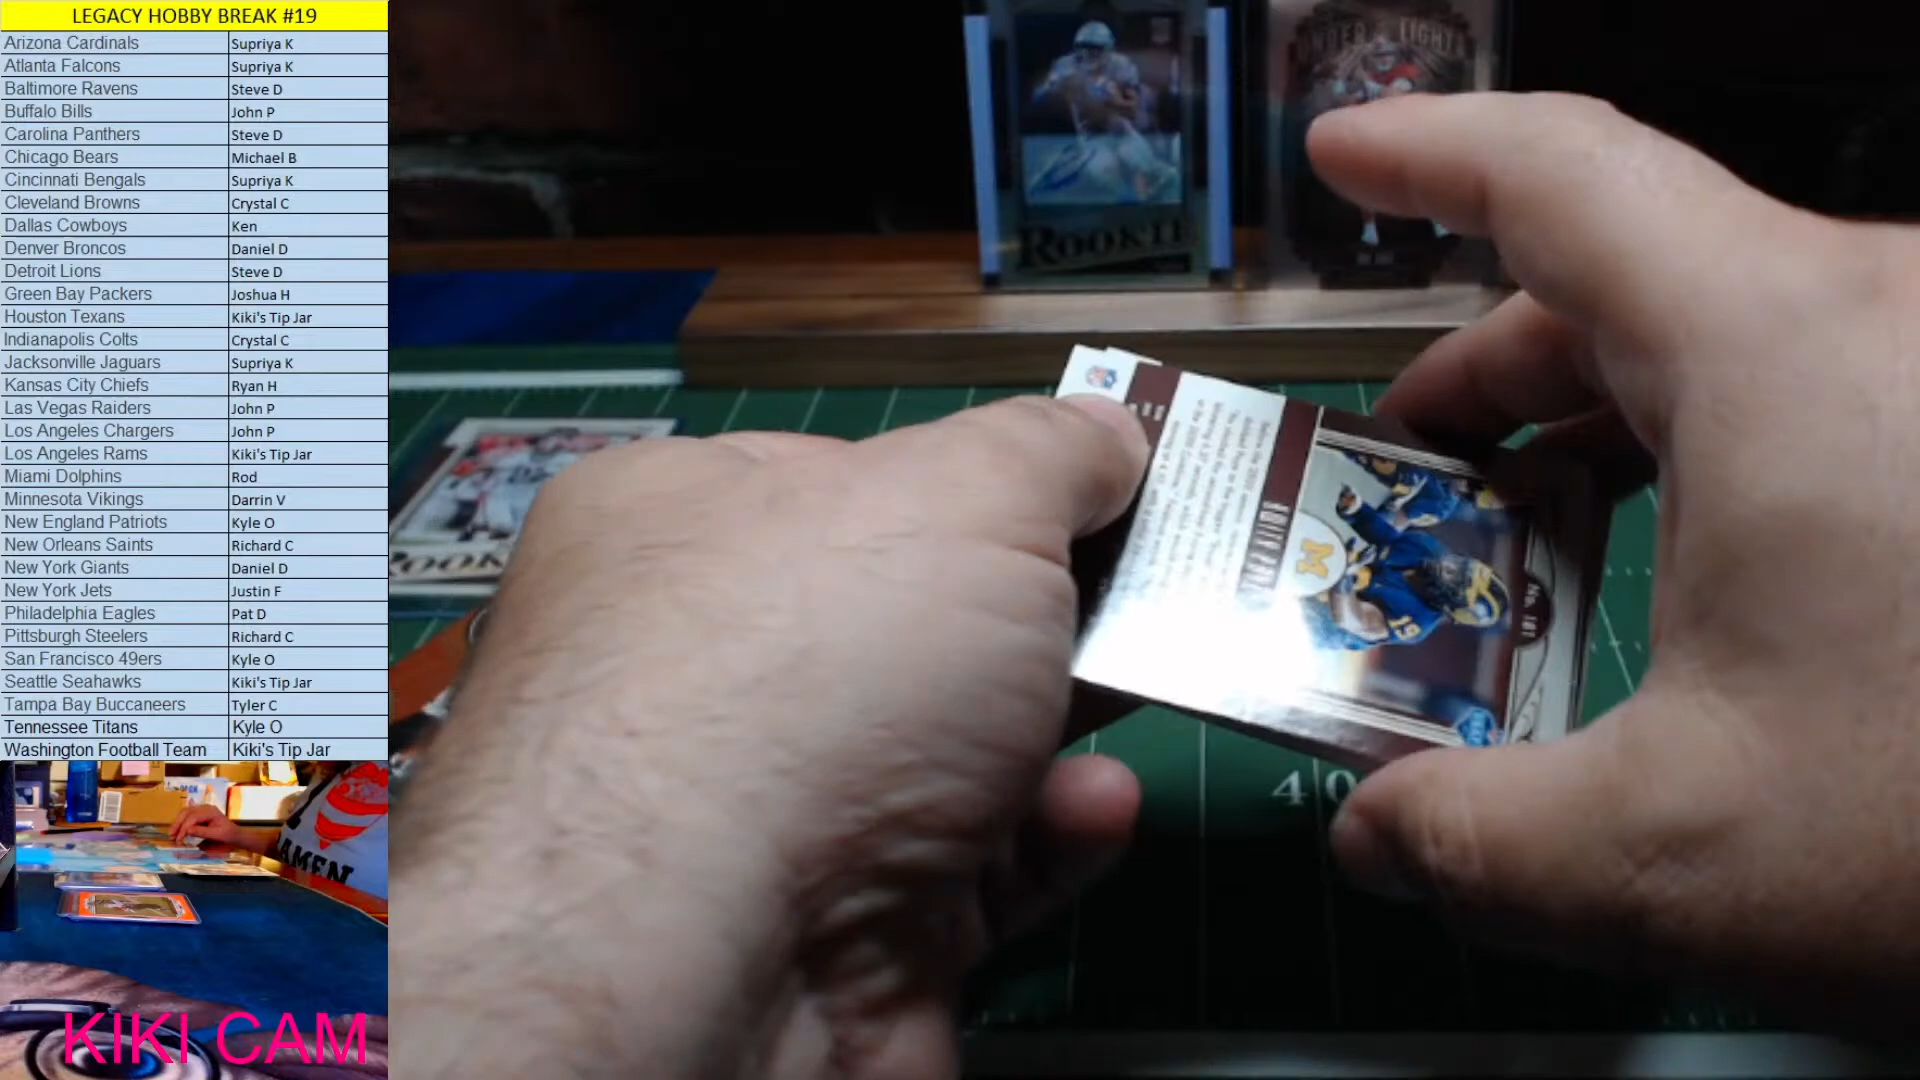 LEGACY HOBBY BREAK #19
Arizona Cardinals Supriya K
Atlanta Falcons Supriya K
Baltimore Ravens Steve D
Buffalo Bills John P
Carolina Panthers Steve D
Chicago Bears Michael B
Cincinnati Bengals Supriya K
Cleveland Browns Crystal C
Dallas Cowboys Ken
Denver Broncos Daniel D
Detroit Lions Steve D
Green Bay Packers Joshua H
Houston Texans Kiki's Tip Jar
Indianapolis Colts Crystal C
Jacksonville Jaguars Supriya K
Kansas City Chiefs Ryan H
Las Vegas Raiders John P
Los Angeles Chargers John P
Los Angeles Rams Kiki's Tip Jar
Miami Dolphins Rod
Minnesota Vikings Darrin V
New England Patriots Kyle O
New Orleans Saints Richard C
New York Giants Daniel D
New York Jets Justin F
Philadelphia Eagles Pat D
Pittsburgh Steelers Richard C
San Francisco 49ers Kyle O
Seattle Seahawks Kiki's Tip Jar
Tampa Bay Buccaneers Tyler C
Tennessee Titans Kyle O
Washington Football Team Kiki's Tip Jar
KIKI CAM
UNDER LIGHTS
ROOKIE
No. 161
M
19
40